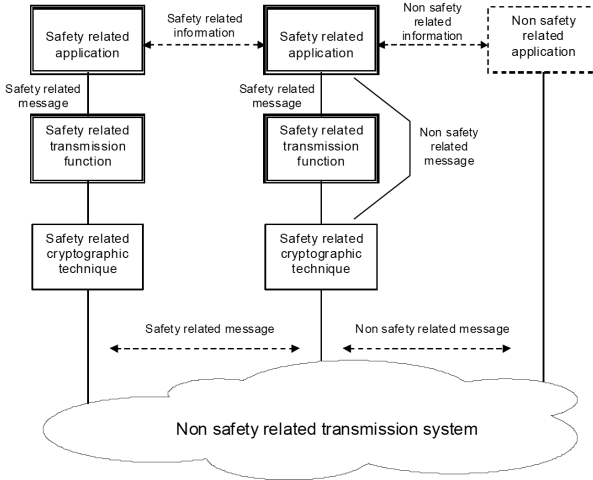 Safety related
application
Safety related
information
Safety related
application
Non safety
related
information
Non safety
related
application
Safety related
message
Safety related
message
Safety related
transmission
function
Safety related
transmission
function
Non safety
related
message
Safety related
cryptographic
technique
Safety related
cryptographic
technique
Safety related message
Non safety related message
Non safety related transmission system